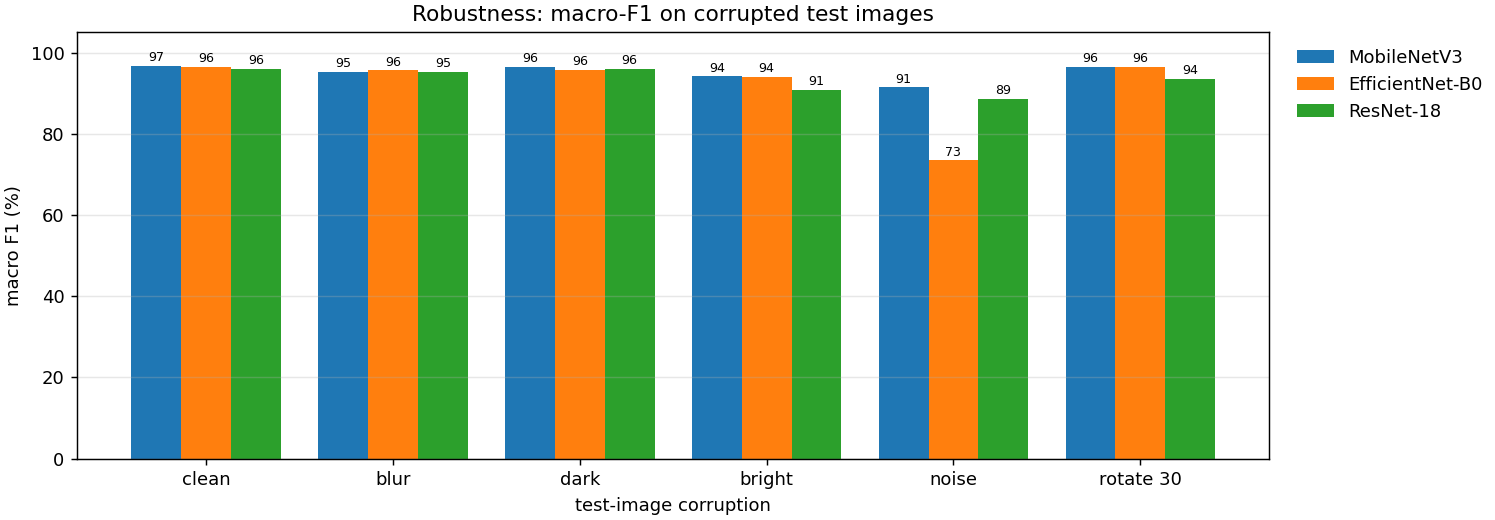 Robustness: macro-F1 on corrupted test images
macro F1 (%)
100
80
60
40
20
0
97 96 96
95 96 95
96 96 96
94 94 91
91 73 89
96 96 94
clean blur dark bright noise rotate 30
test-image corruption
MobileNetV3
EfficientNet-B0
ResNet-18